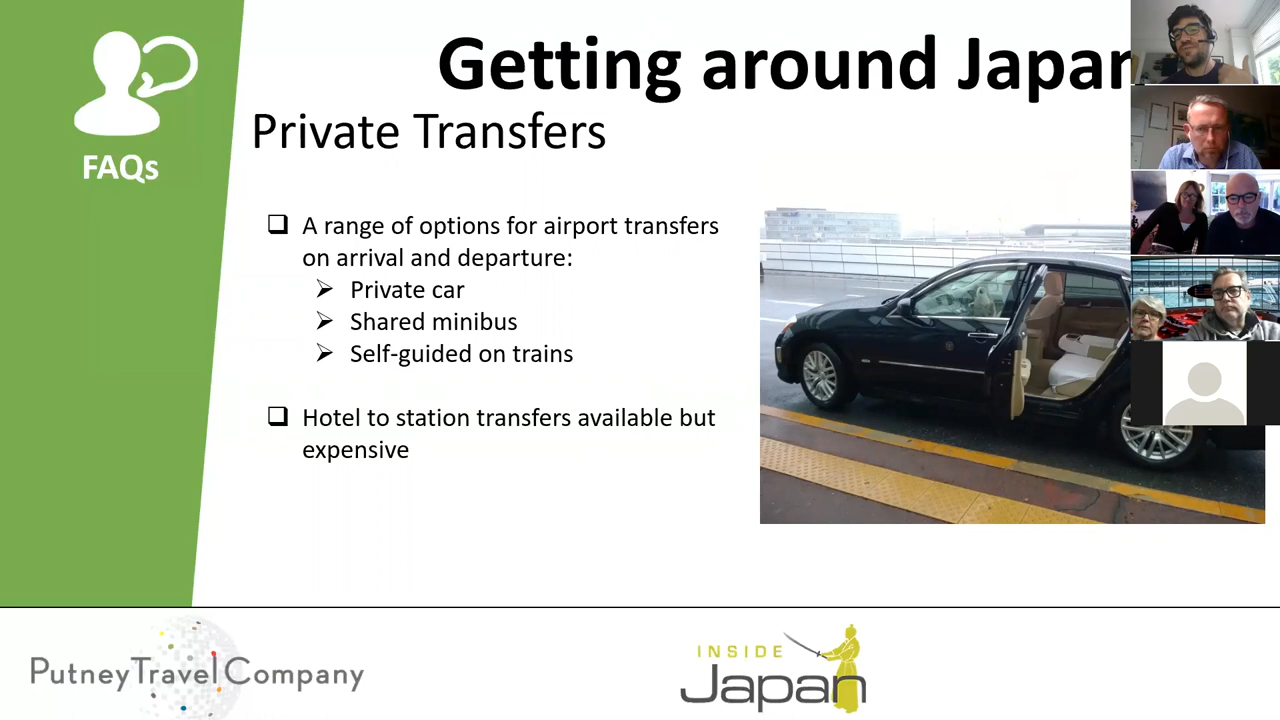 Getting around Japan
Private Transfers
FAQs
❑ A range of options for airport transfers
on arrival and departure:
➢ Private car
➢ Shared minibus
➢ Self-guided on trains
❑ Hotel to station transfers available but
expensive
PutneyTravelCompany
INSIDE
Japan